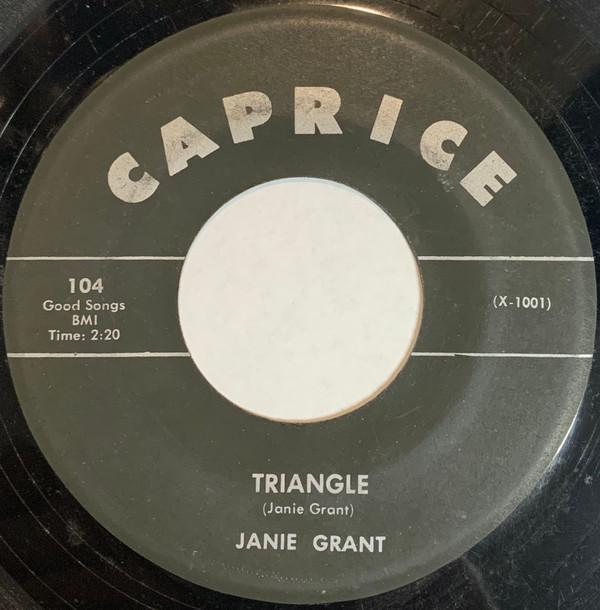 CAPRICE
104
Good Songs
BMI
Time: 2:20
(X-1001)
TRIANGLE
(Janie Grant)
JANIE GRANT